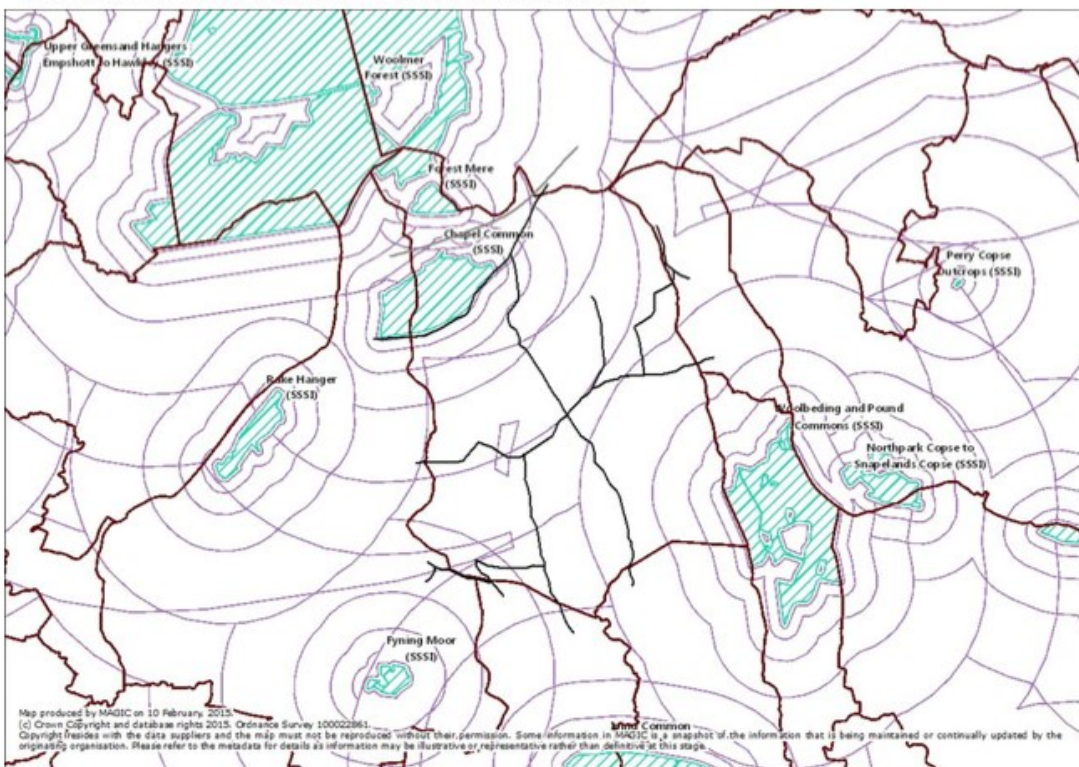 Upper Greensand Hangers
Empshott to Hawkley (SSSI)
Woolmer
Forest (SSSI)
Forest Mere
(SSSI)
Chapel Common
(SSSI)
Perry Copse
Outcrops (SSSI)
Rake Hanger
(SSSI)
Woolbeding and Pound
Commons (SSSI)
Northpark Copse to
Snapelands Copse (SSSI)
Fyning Moor
(SSSI)
Common
Map produced by MAGIC on 10 February, 2015.
(c) Crown Copyright and database rights 2015. Ordnance Survey 100022861.
Copyright resides with the data suppliers and the map must not be reproduced without their permission. Some information in MAGIC is a snapshot of the information that is being maintained or continually updated by the
originating organisation. Please refer to the metadata for details as information may be illustrative or representative rather than definitive at this stage.